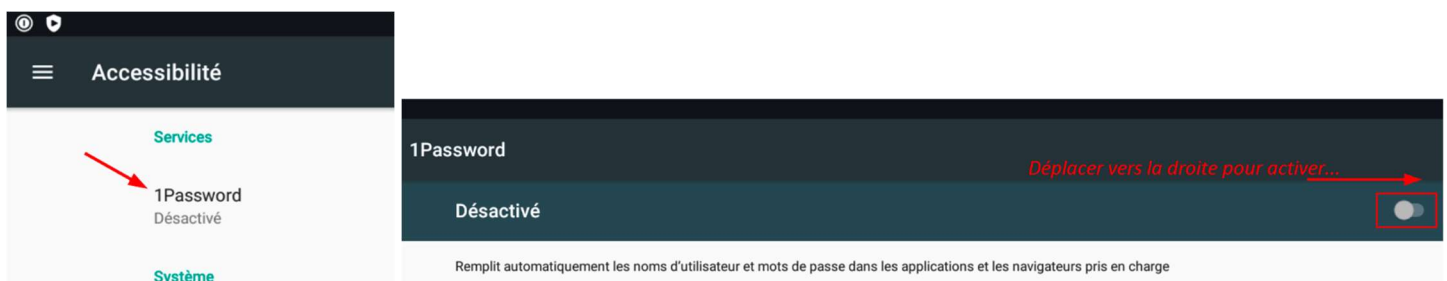 Accessibilité
Services
1Password
Désactivé
Système
1Password
Déplacer vers la droite pour activer...
Désactivé
Remplit automatiquement les noms d'utilisateur et mots de passe dans les applications et les navigateurs pris en charge